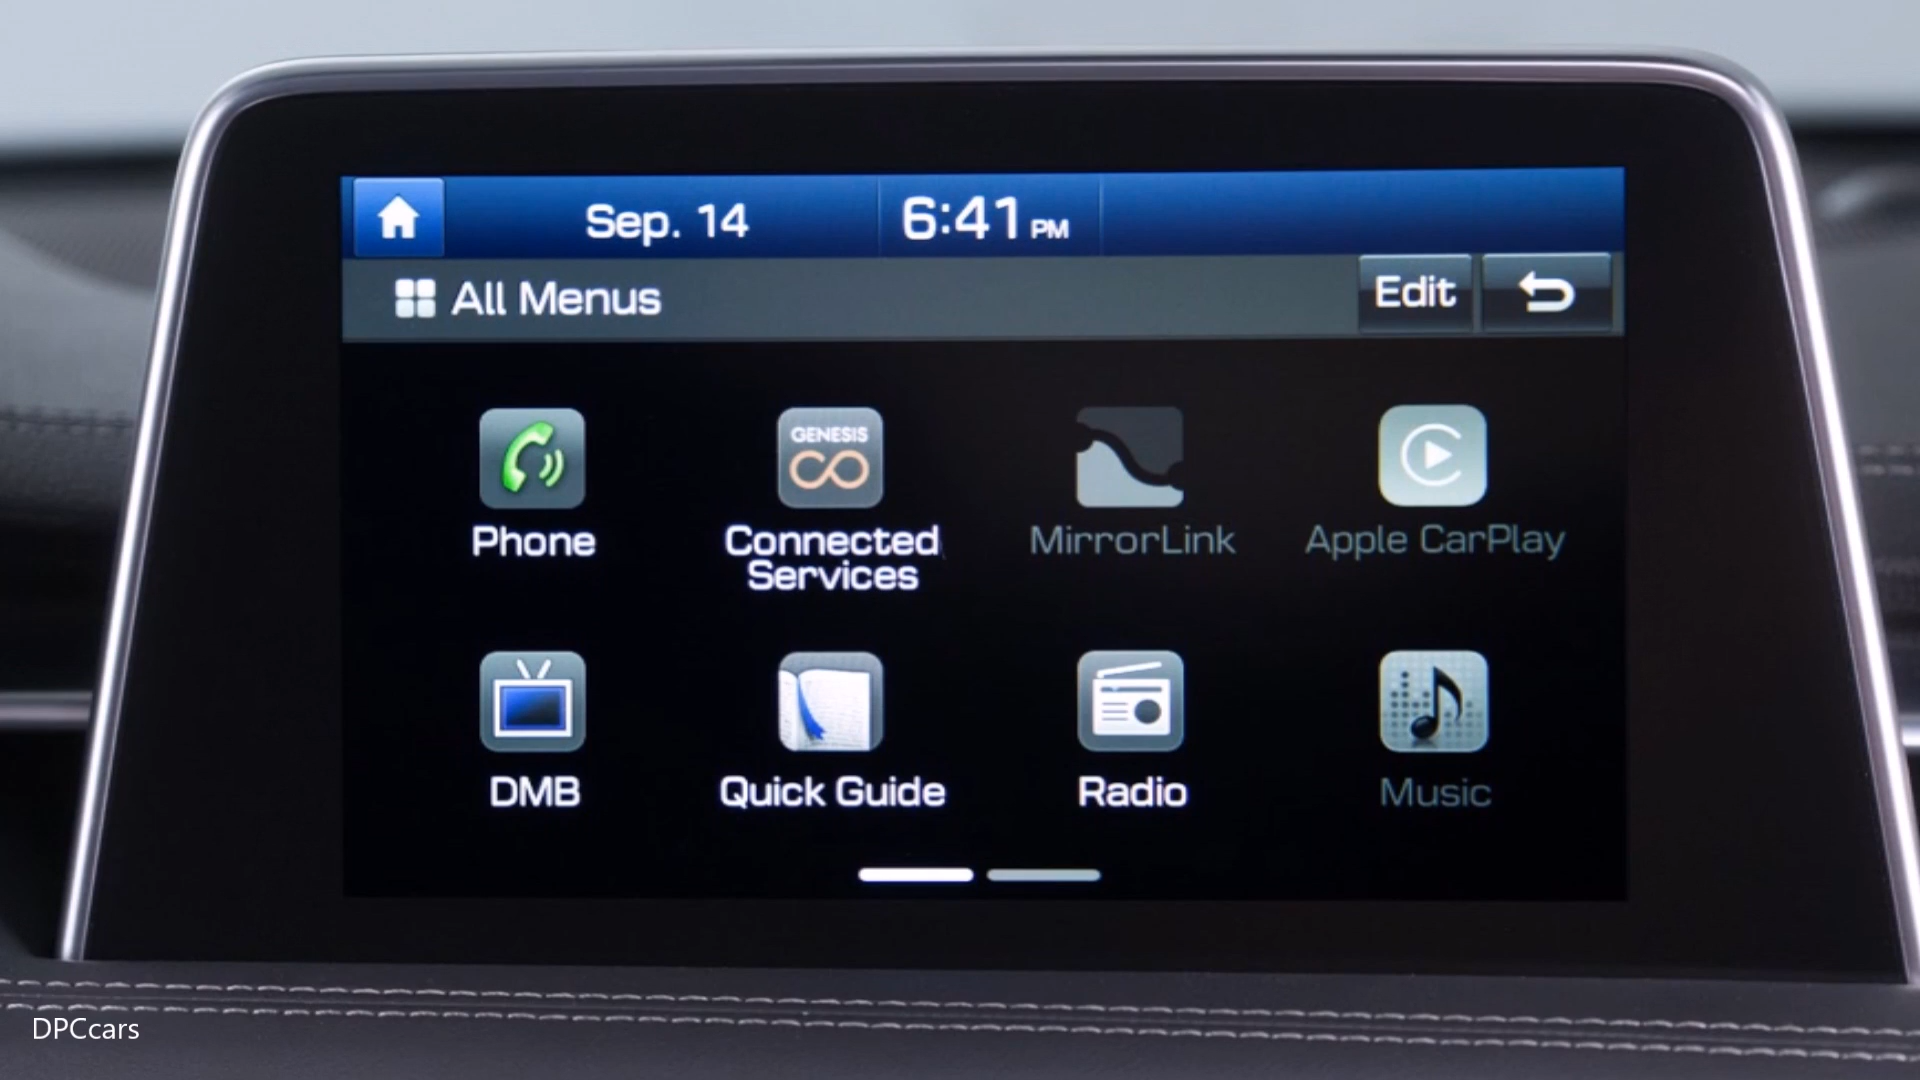 Sep. 14
6:41 PM
All Menus
Edit
Phone
GENESIS
Connected
Services
MirrorLink
Apple CarPlay
DMB
Quick Guide
Radio
Music
DPCcars